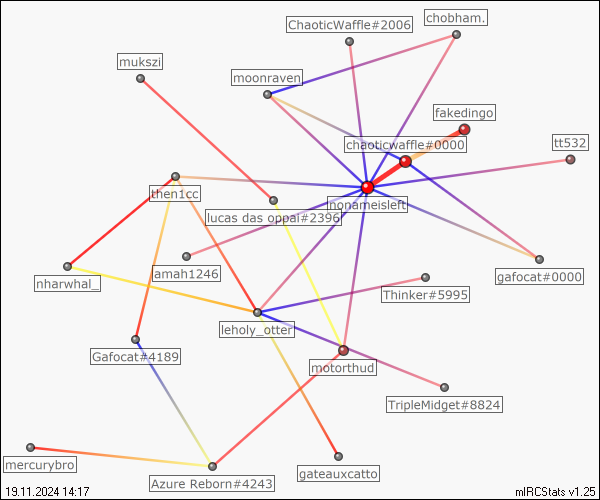 ChaoticWaffle#2006
chobham.
mukszi
moonraven
fakedingo
chaoticwaffle#0000
tt532
then1cc
nonameisleft
lucas das oppai#2396
amah1246
gafocat#0000
nharwhal_
Thinker#5995
leholy_otter
Gafocat#4189
motorthud
TripleMidget#8824
mercurybro
gateauxcatto
Azure Reborn#4243
19.11.2024 14:17
mIRCStats v1.25